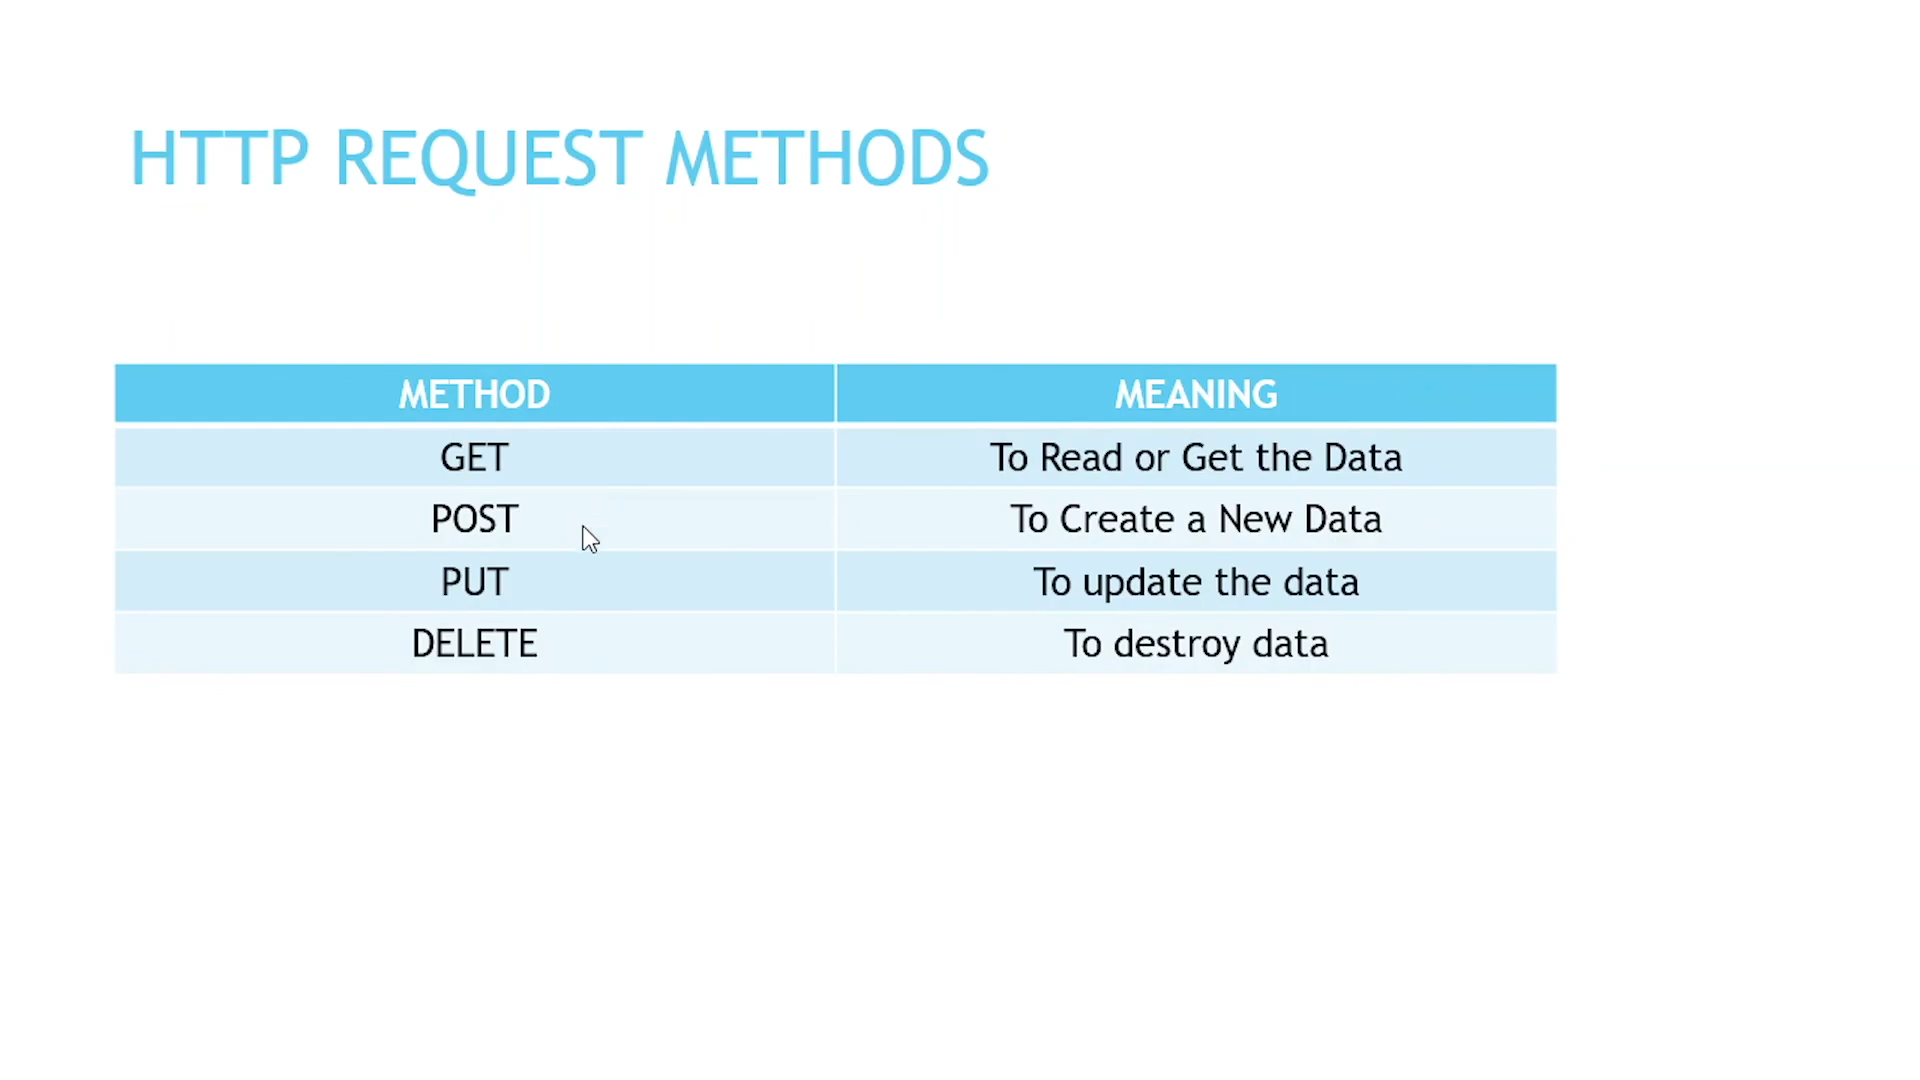 HTTP REQUEST METHODS
METHOD MEANING
GET To Read or Get the Data
POST To Create a New Data
PUT To update the data
DELETE To destroy data